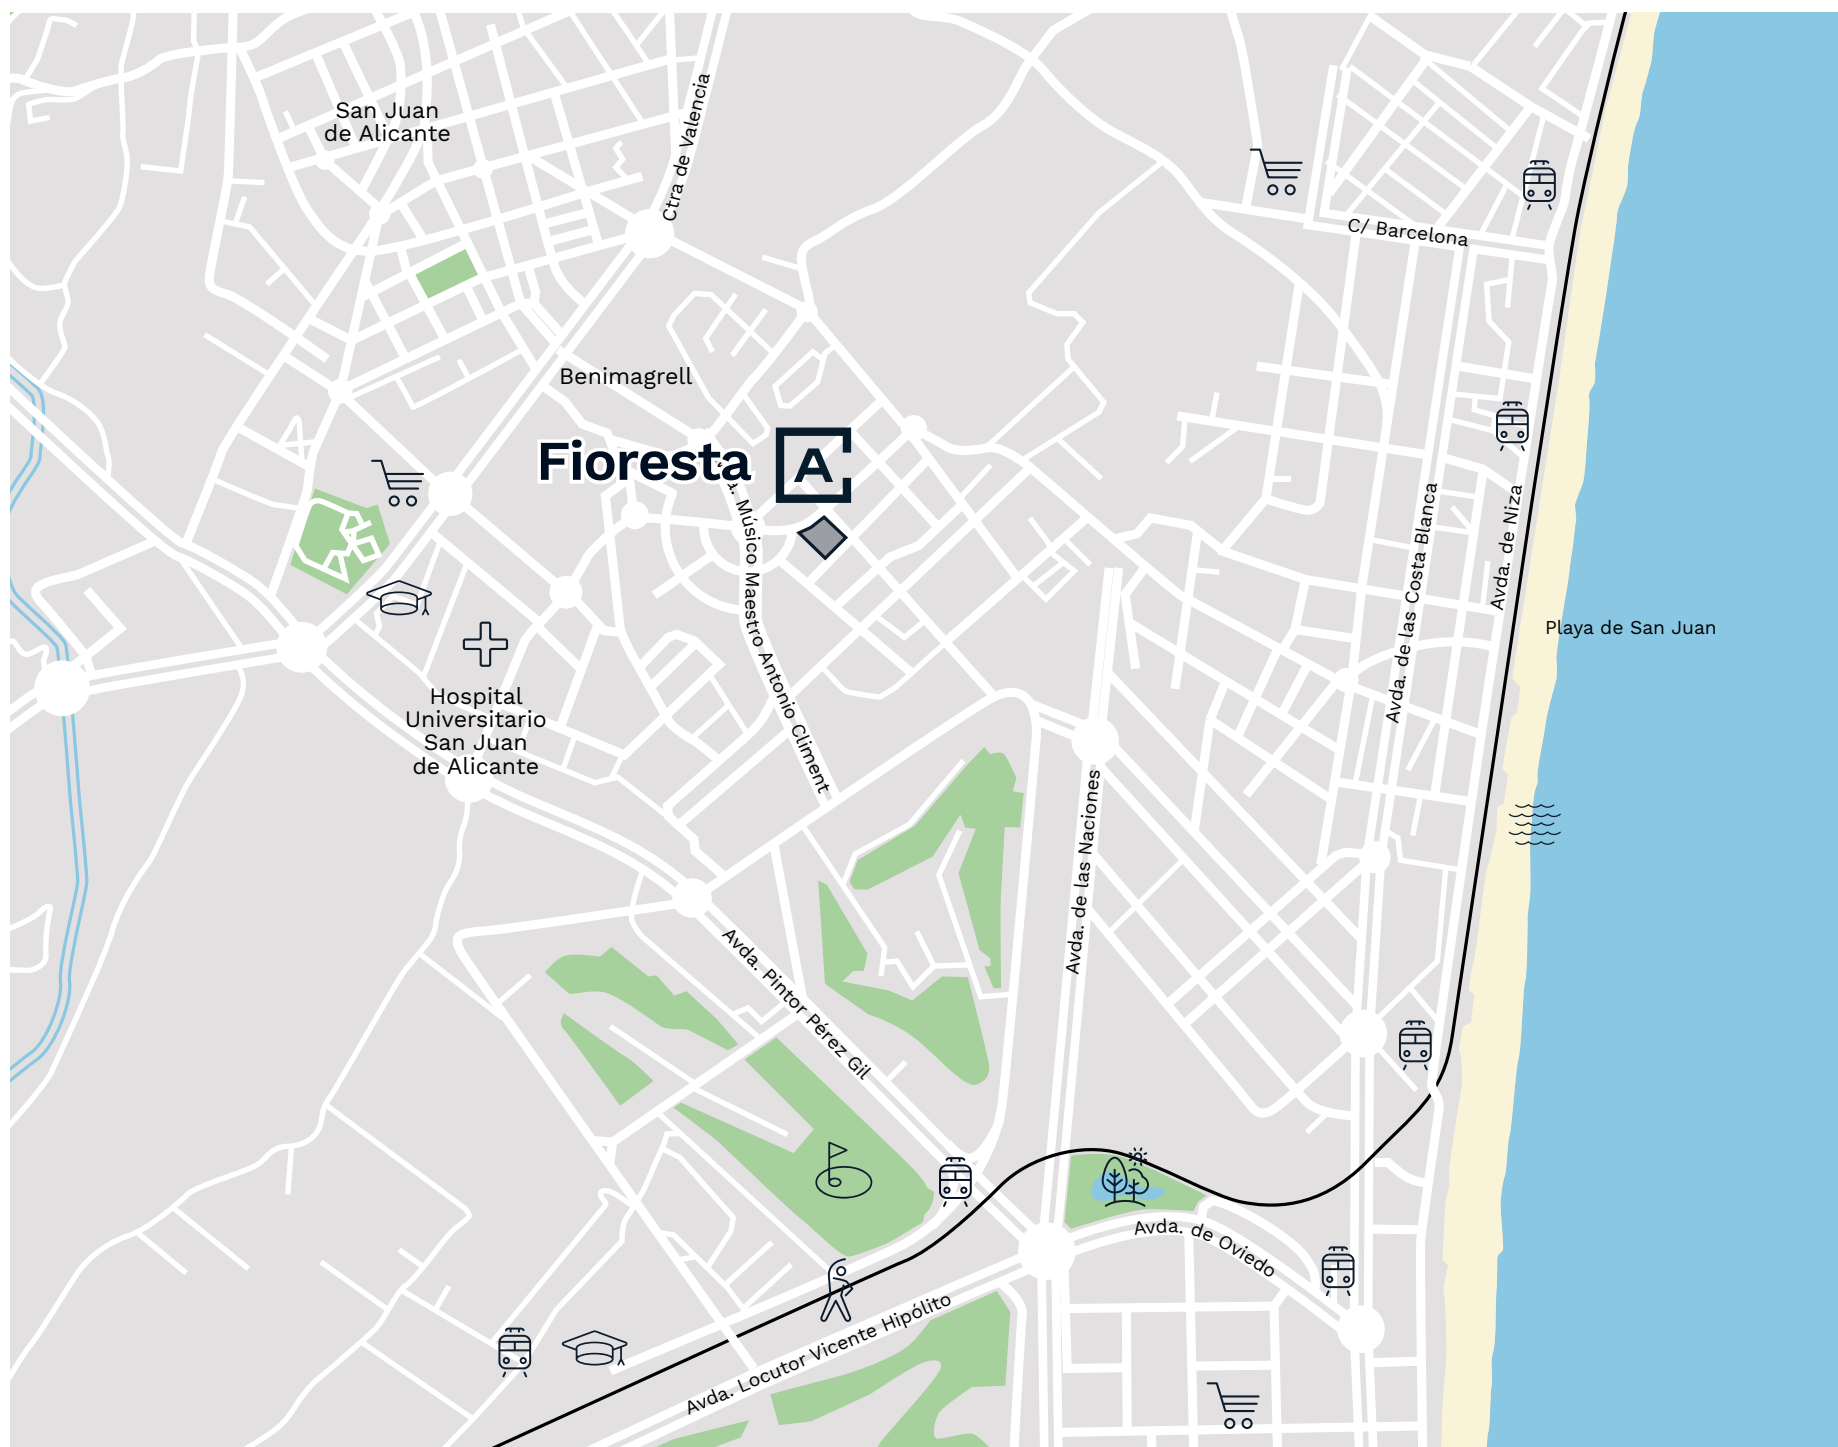 San Juan
de Alicante
Ctra de Valencia
C/ Barcelona
Benimagrell
Fioresta
A
Músico Maestro Antonio Climent
Avda. de las Costa Blanca
Avda. de Niza
Playa de San Juan
Hospital
Universitario
San Juan
de Alicante
Avda. de las Naciones
Avda. Pintor Pérez Gil
Avda. de Oviedo
Avda. Locutor Vicente Hipólito